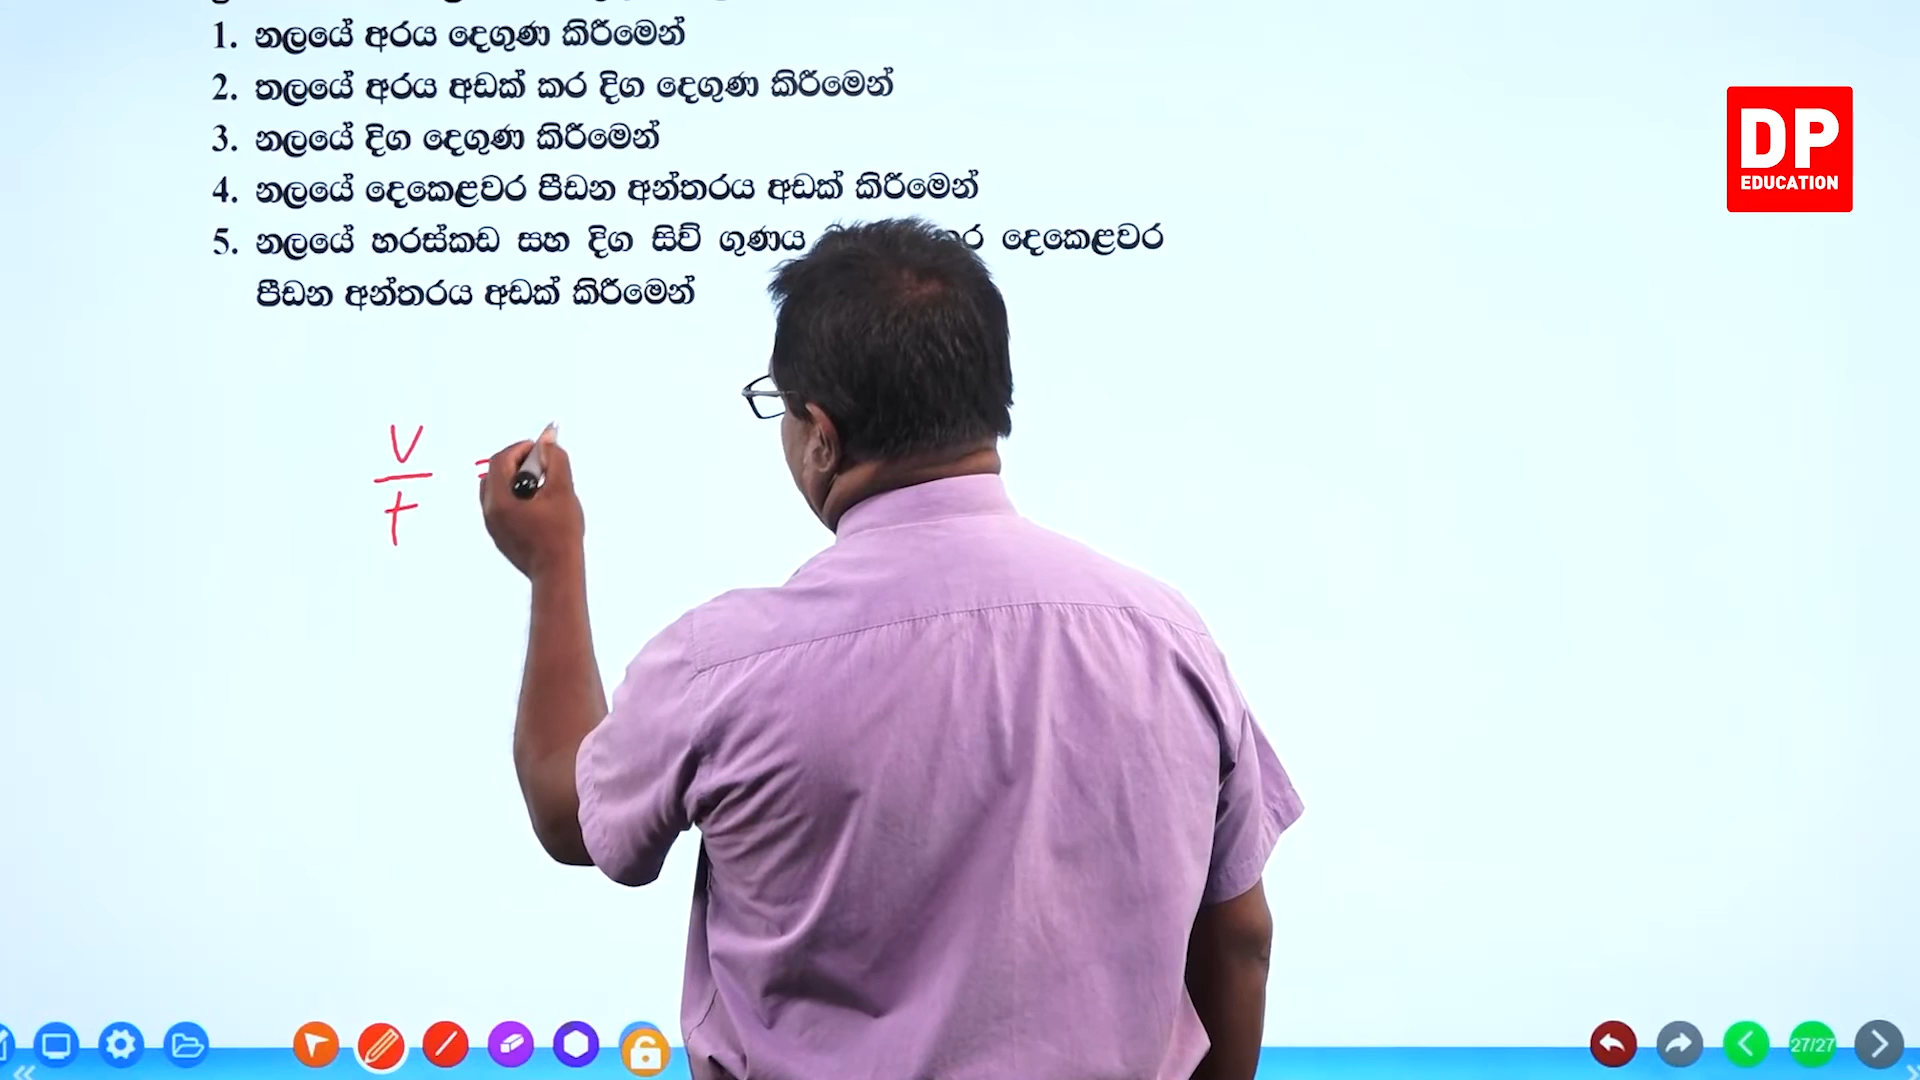 1. නලයේ අරය දෙගුණ කිරීමෙන්
2. තලයේ අරය අඩක් කර දිග දෙගුණ කිරීමෙන්
3. නලයේ දිග දෙගුණ කිරීමෙන්
4. නලයේ දෙකෙළවර පීඩන අන්තරය අඩක් කිරීමෙන්
5. නලයේ හරස්කඩ සහ දිග සිව් ගුණය දෙකෙළවර
පීඩන අන්තරය අඩක් කිරීමෙන්
V
t
=
DP
EDUCATION
27/27